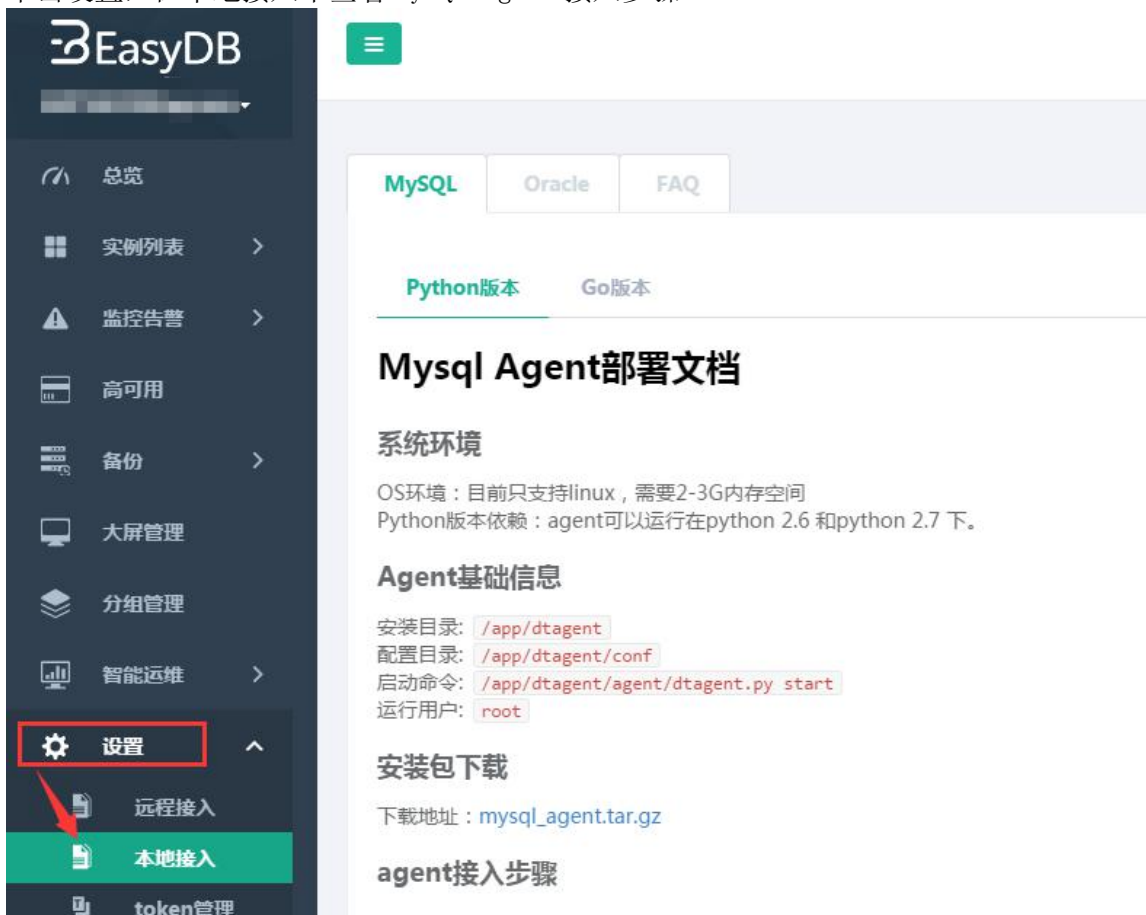 EasyDB
总览
实例列表
监控告警
高可用
备份
大屏管理
分组管理
智能运维
设置
远程接入
本地接入
token管理
MySQL
Oracle
FAQ
Python版本
Go版本
Mysql Agent部署文档
系统环境
OS环境：目前只支持linux，需要2-3G内存空间
Python版本依赖：agent可以运行在python 2.6 和python 2.7 下。
Agent基础信息
安装目录: /app/dtagent
配置目录: /app/dtagent/conf
启动命令: /app/dtagent/agent/dtagent.py start
运行用户: root
安装包下载
下载地址：mysql_agent.tar.gz
agent接入步骤